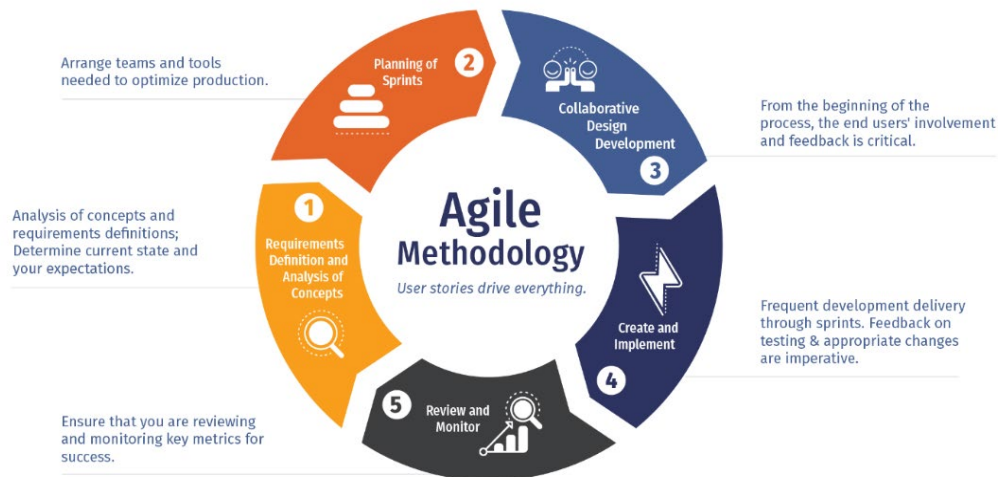 Agile
Methodology
User stories drive everything.
1
Requirements
Definition and
Analysis of
Concepts
Analysis of concepts and
requirements definitions;
Determine current state and
your expectations.
2
Planning of
Sprints
Arrange teams and tools
needed to optimize production.
3
Collaborative
Design
Development
From the beginning of the
process, the end users' involvement
and feedback is critical.
4
Create and
Implement
Frequent development delivery
through sprints. Feedback on
testing & appropriate changes
are imperative.
5
Review and
Monitor
Ensure that you are reviewing
and monitoring key metrics for
success.